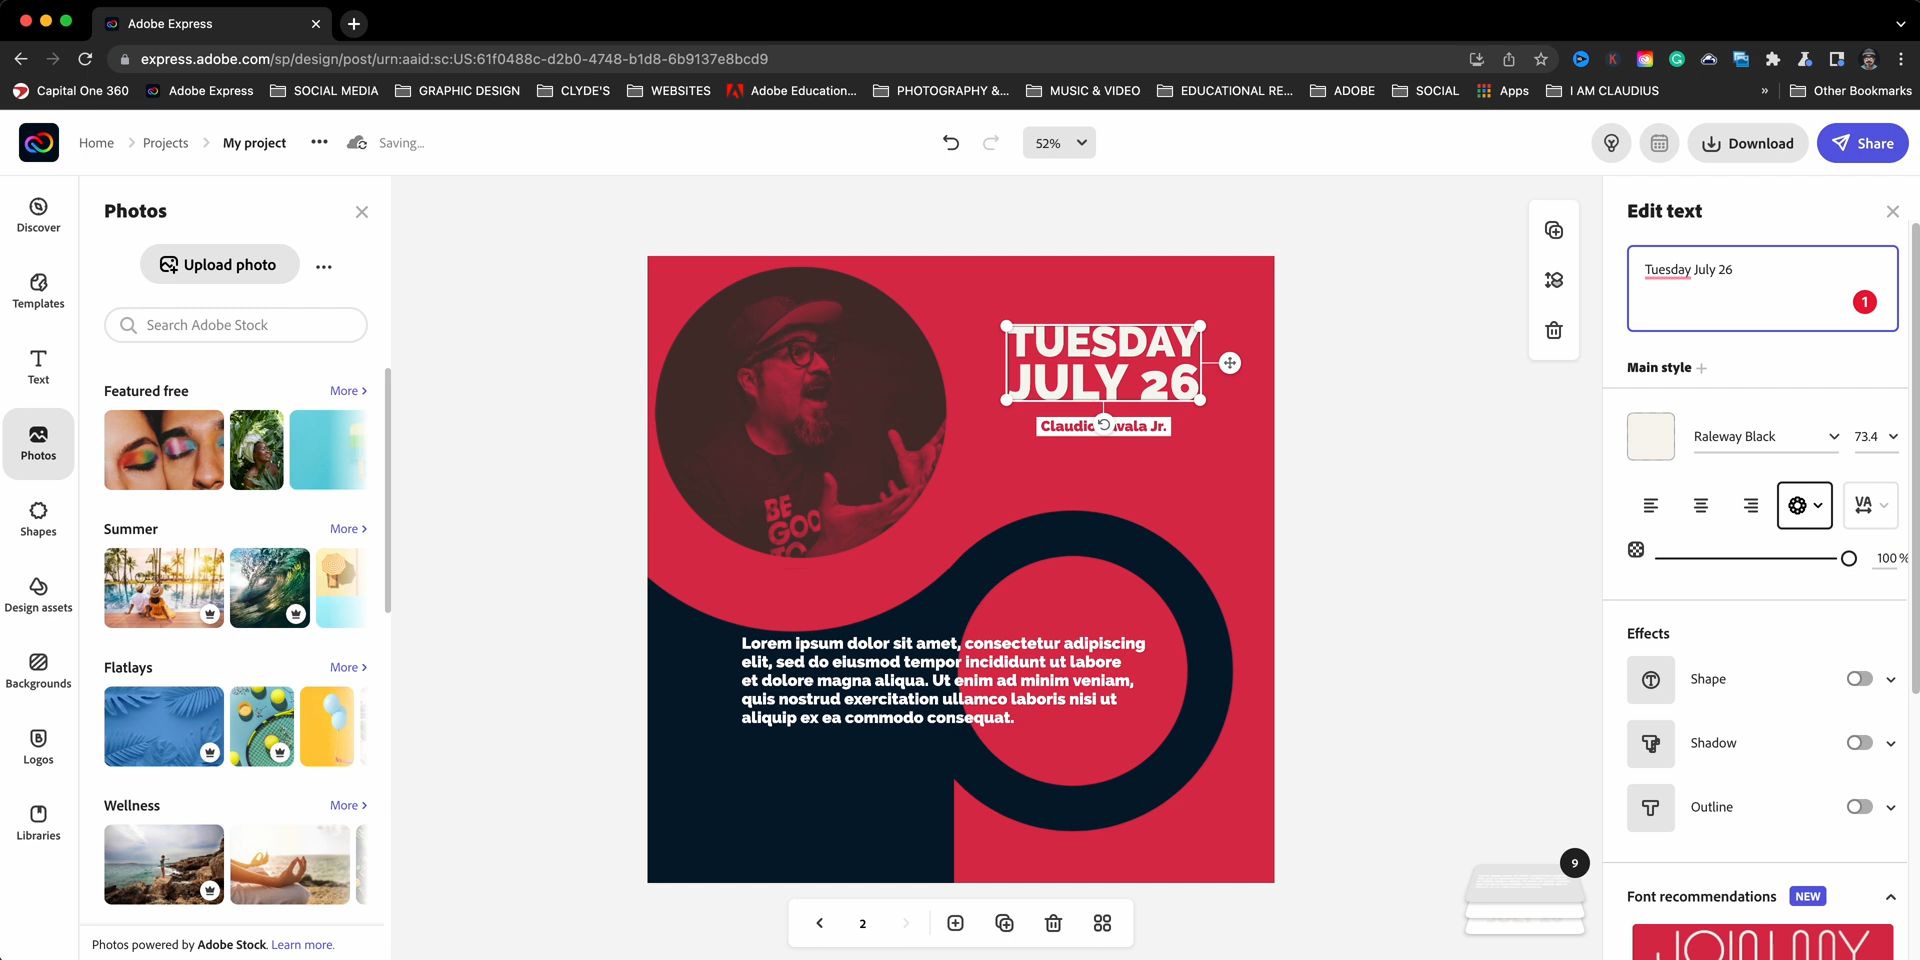 Adobe Express
express.adobe.com/sp/design/post/urn:aaid:sc:US:61f0488c-d2b0-4748-b1d8-6b9137e8bcd9
Capital One 360
Adobe Express
SOCIAL MEDIA
GRAPHIC DESIGN
CLYDE'S
WEBSITES
Adobe Education...
PHOTOGRAPHY &...
MUSIC & VIDEO
EDUCATIONAL RE...
ADOBE
SOCIAL
Apps
I AM CLAUDIUS
»
Other Bookmarks
Home
Projects
My project
Saving...
52%
Download
Share
Discover
Templates
Text
Photos
Shapes
Design assets
Backgrounds
Logos
Libraries
Photos
Upload photo
Search Adobe Stock
Featured free
More
Summer
More
Flatlays
More
Wellness
More
Photos powered by Adobe Stock. Learn more.
BE
GOO
TO
TUESDAY
JULY 26
Jr.
Lorem ipsum dolor sit amet, consectetur adipiscing
elit, sed do eiusmod tempor incididunt ut labore
et dolore magna aliqua. Ut enim ad minim veniam,
quis nostrud exercitation ullamco laboris nisi ut
aliquip ex ea commodo consequat.
2
9
Edit text
Tuesday July 26
1
Main style
Raleway Black
73.4
VA
100 %
Effects
Shape
Shadow
Outline
Font recommendations
NEW
JOIN MY